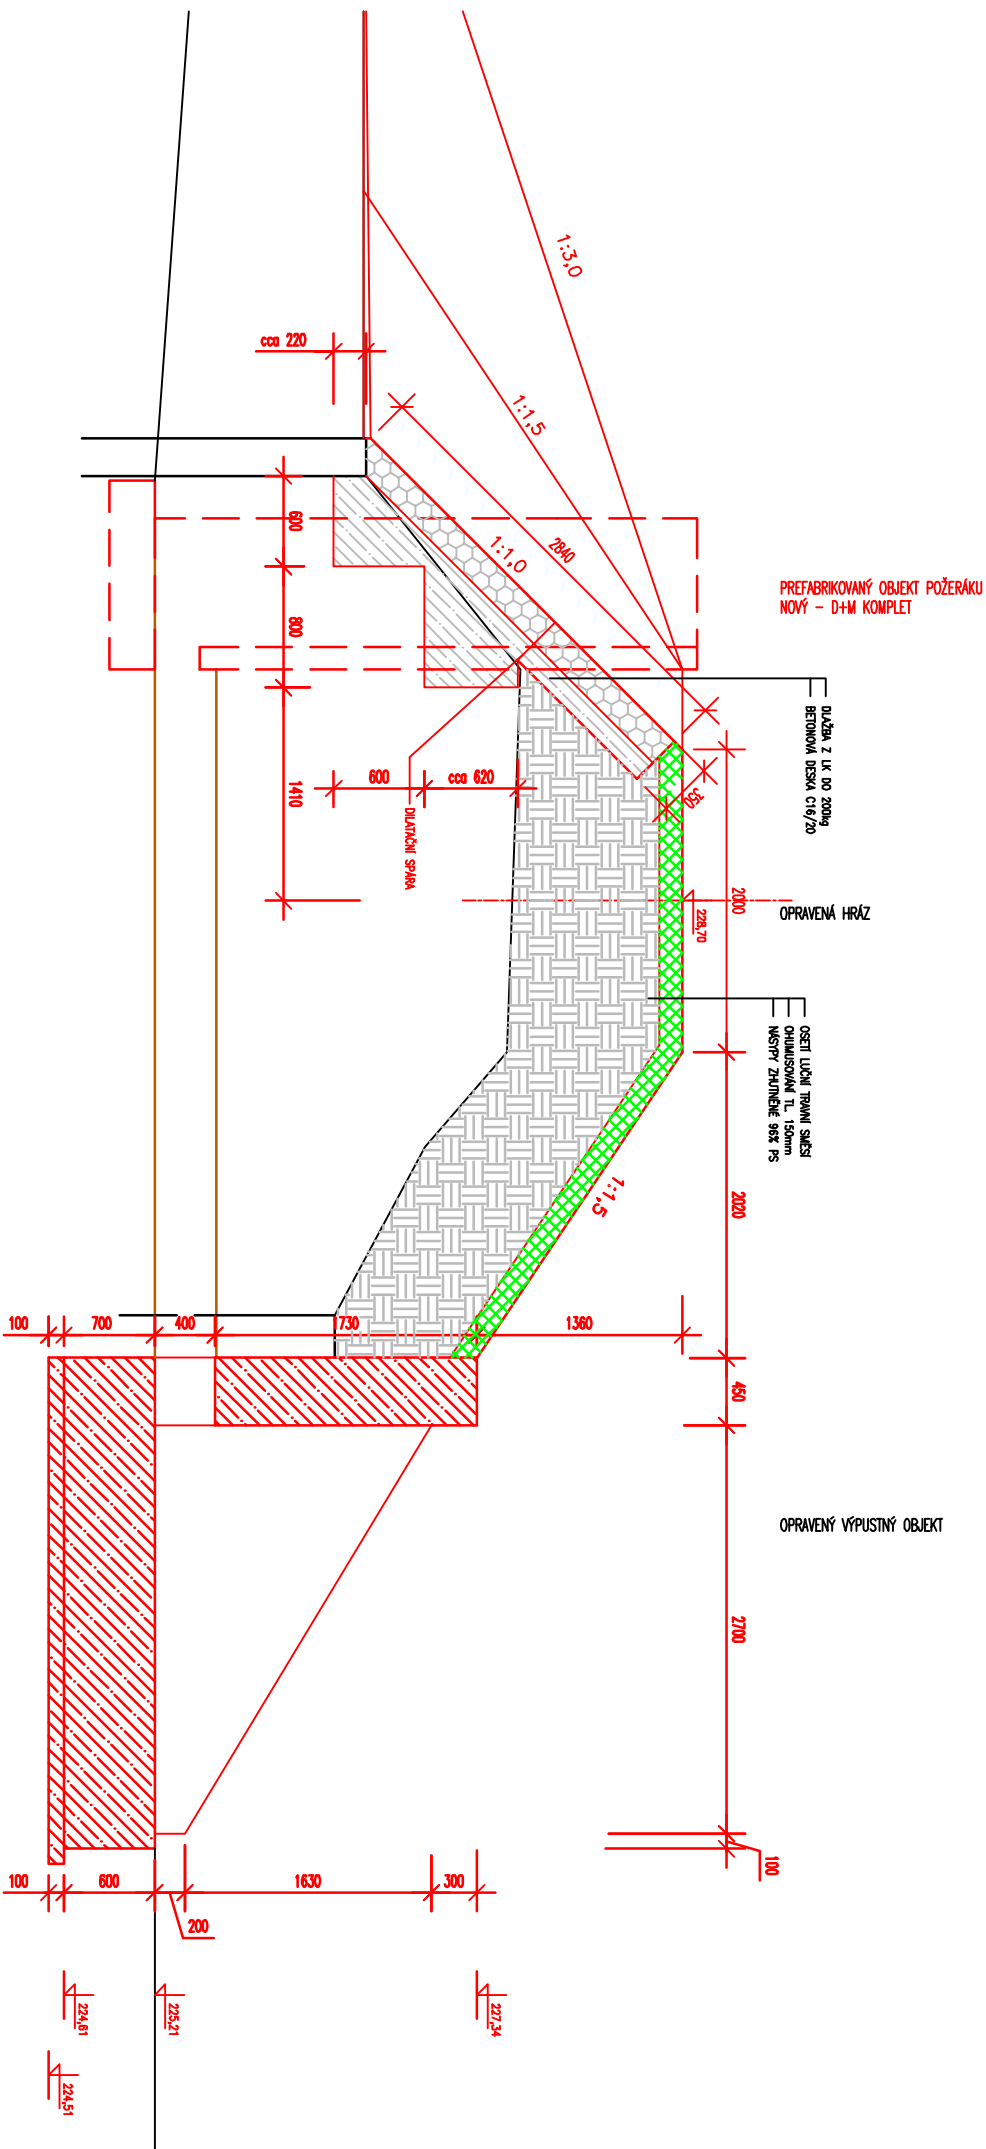 1:3,0
cca 220
1:1,5
2840
1:1,0
600
800
1410
PREFABRIKOVANÝ OBJEKT POŽERÁKU
NOVÝ - D+M KOMPLET
DLAŽBA Z LK DO 200kg
BETONOVÁ DESKA C16/20
600
cca 620
350
DILATAČNÍ SPÁRA
2000
228,70
OPRAVENÁ HRÁZ
OSETÍ LUČNÍ TRAVNÍ SMĚSÍ
OHUMUSOVÁNÍ TL. 150mm
NÁSYPY ZHUTNĚNÉ 96% PS
1:1,5
2020
100
700
400
1730
1360
450
OPRAVENÝ VÝPUSTNÝ OBJEKT
2700
100
100
600
200
1630
300
224,61
225,21
227,34
224,51